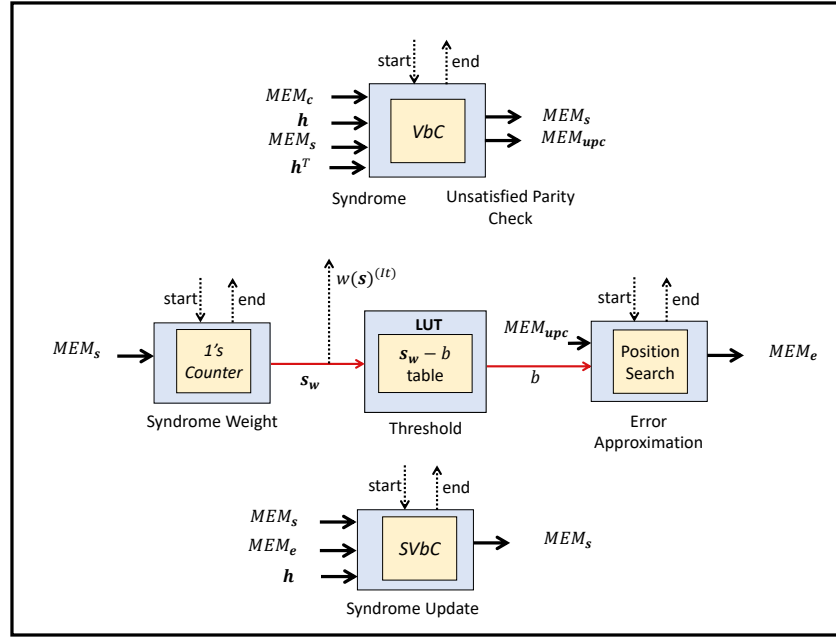 start end
MEM_c
h
MEM_s
h^T
VbC
MEM_s
MEM_upc
Syndrome
Unsatisfied Parity
Check
w(s)^(It)
start end
MEM_s
1's
Counter
s_w
Syndrome Weight
LUT
s_w − b
table
Threshold
b
start end
MEM_upc
Position
Search
MEM_e
Error
Approximation
start end
MEM_s
MEM_e
h
SVbC
MEM_s
Syndrome Update